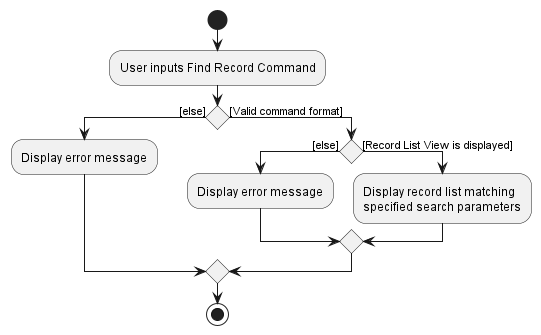 User inputs Find Record Command
[else]
[Valid command format]
Display error message
[else]
[Record List View is displayed]
Display error message
Display record list matching
specified search parameters